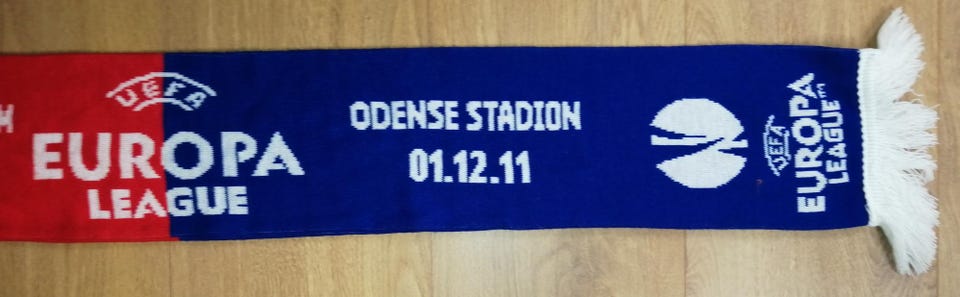 UEFA
EUROPA
LEAGUE
ODENSE STADION
01.12.11
UEFA
EUROPA
LEAGUE